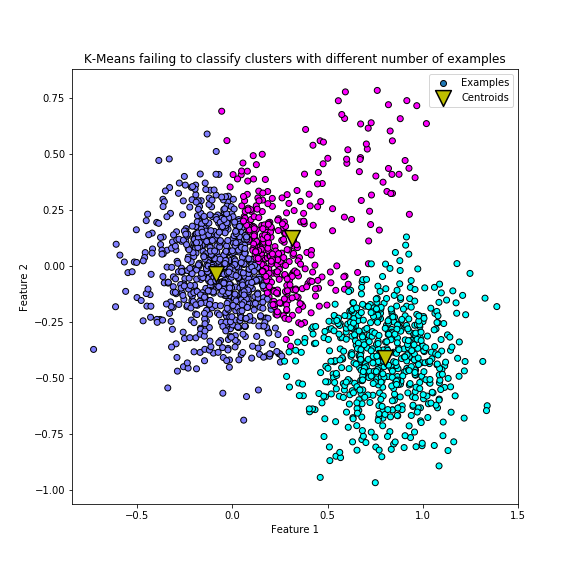 K-Means failing to classify clusters with different number of examples
Examples
Centroids
0.75
0.50
0.25
0.00
−0.25
−0.50
−0.75
−1.00
Feature 2
−0.5
0.0
0.5
1.0
1.5
Feature 1